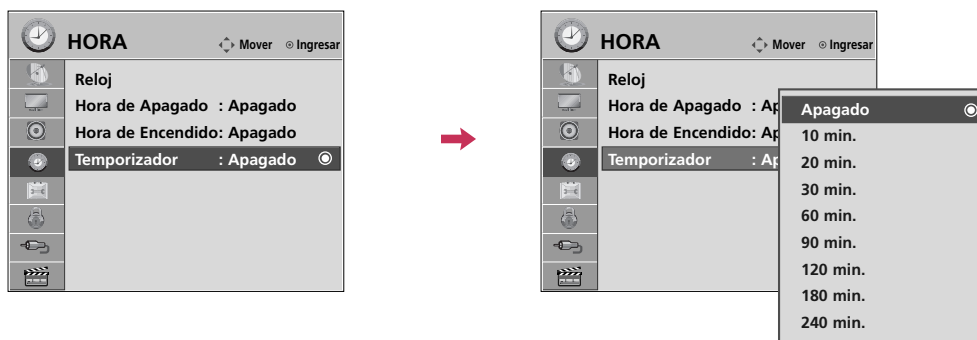 HORA Mover Ingresar
Reloj
Hora de Apagado : Apagado
Hora de Encendido: Apagado
Temporizador : Apagado
HORA Mover Ingresar
Reloj
Hora de Apagado : Ap
Hora de Encendido: Ap
Temporizador : Ap
Apagado
10 min.
20 min.
30 min.
60 min.
90 min.
120 min.
180 min.
240 min.